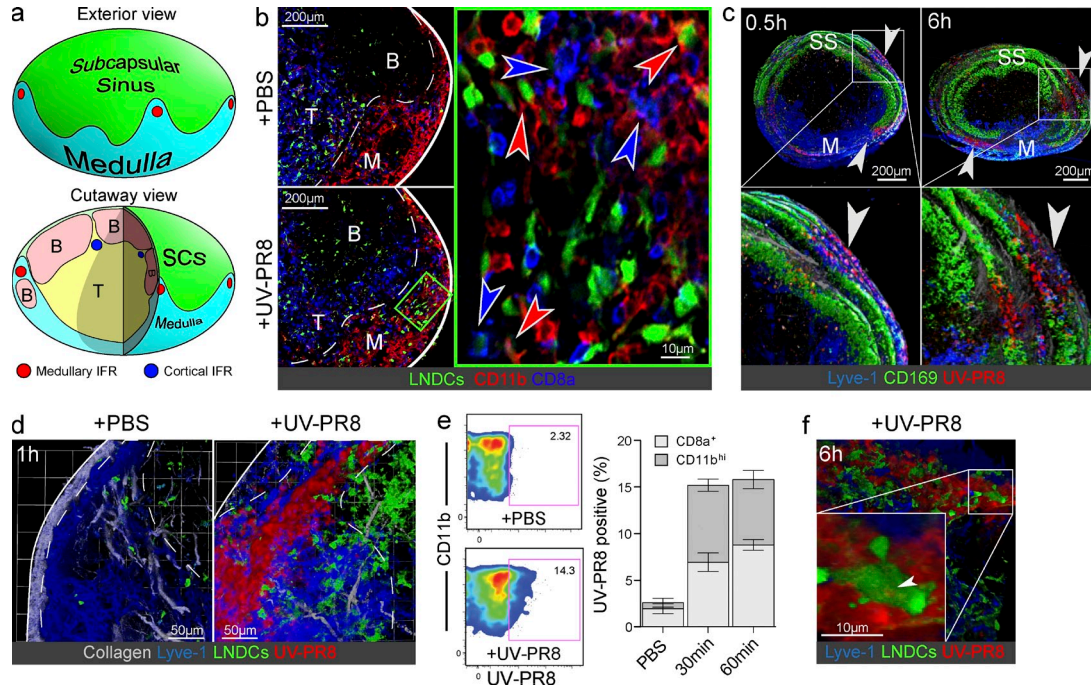 a
Exterior view
Subcapsular
Sinus
Medulla
Cutaway view
B
B
B
B
T
SCs
Medulla
Medullary IFR
Cortical IFR
b
200µm
+PBS
B
T
M
200µm
+UV-PR8
B
T
M
10µm
LNDCs CD11b CD8a
c
0.5h
SS
M
200µm
6h
SS
M
200µm
Lyve-1 CD169 UV-PR8
d
+PBS
+UV-PR8
1h
50µm
50µm
Collagen Lyve-1 LNDCs UV-PR8
e
CD11b
2.32
+PBS
0
0
14.3
+UV-PR8
0
0
UV-PR8
UV-PR8 positive (%)
20
15
10
5
0
CD8a⁺
CD11bʰⁱ
PBS
30min
60min
f
+UV-PR8
6h
10µm
Lyve-1 LNDCs UV-PR8